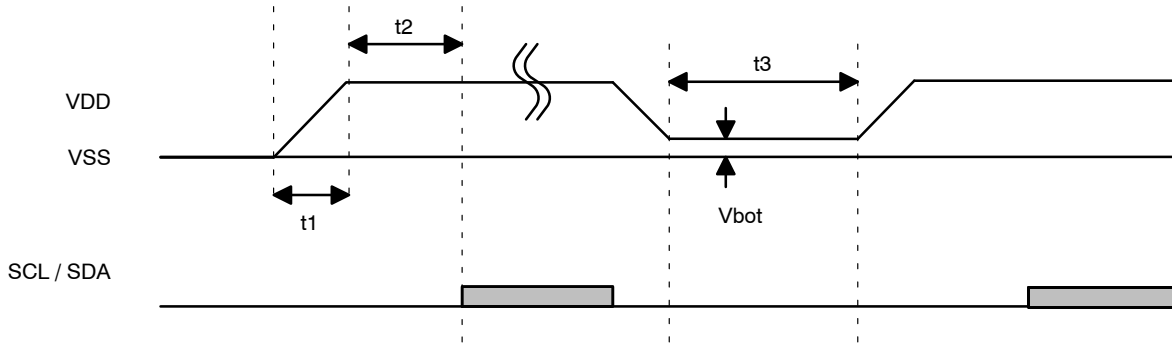 t2
t3
VDD
VSS
t1
Vbot
SCL / SDA